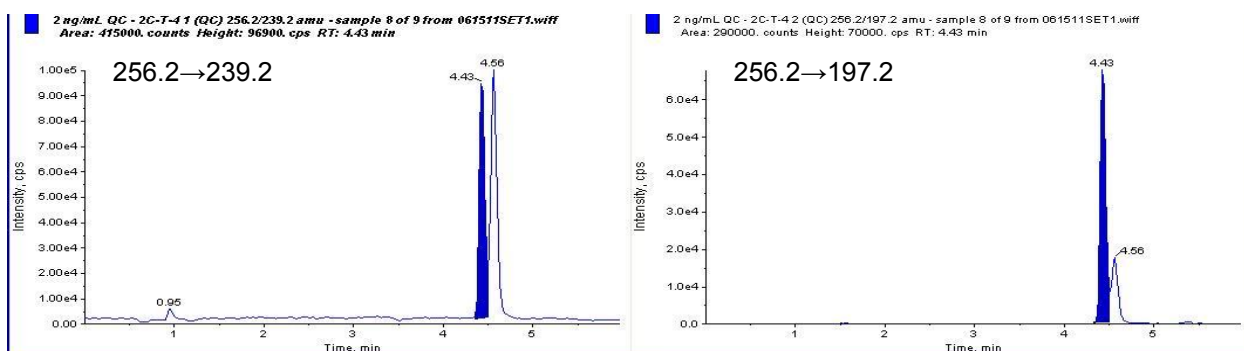 2 ng/mL QC - 2C-T-4 1 (QC) 256.2/239.2 amu - sample 8 of 9 from 061511SET1.wiff
Area: 415000. counts Height: 96900. cps RT: 4.43 min
256.2→239.2
4.43
4.56
0.95
1.00e5
9.00e4
8.00e4
7.00e4
6.00e4
5.00e4
4.00e4
3.00e4
2.00e4
1.00e4
0.00
Intensity, cps
1 2 3 4 5
Time, min
2 ng/mL QC - 2C-T-4 2 (QC) 256.2/197.2 amu - sample 8 of 9 from 061511SET1.wiff
Area: 290000. counts Height: 70000. cps RT: 4.43 min
256.2→197.2
4.43
4.56
6.0e4
5.0e4
4.0e4
3.0e4
2.0e4
1.0e4
0.0
Intensity, cps
1 2 3 4 5
Time, min